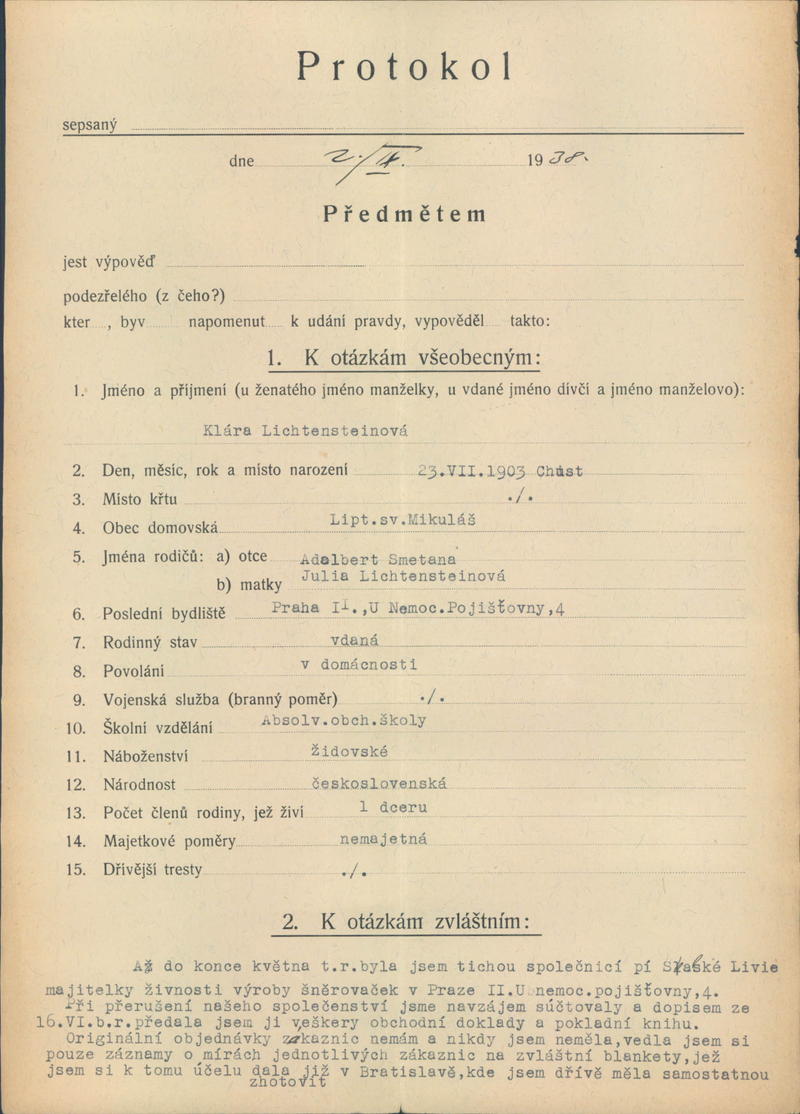 Protokol
sepsaný
dne 2/ 1938.
Předmětem
jest výpověď
podezřelého (z čeho?)
kter , byv napomenut k udání pravdy, vypověděl takto:
1. K otázkám všeobecným:
1. Jméno a příjmení (u ženatého jméno manželky, u vdané jméno dívčí a jméno manželovo):
Klára Lichtensteinová
2. Den, měsíc, rok a místo narození 23.VII.1903 Chúst
3. Místo křtu ./.
4. Obec domovská Lipt.sv.Mikuláš
5. Jména rodičů: a) otce Adalbert Smetana
b) matky Julia Lichtensteinová
6. Poslední bydliště Praha II.,U Nemoc.Pojišťovny,4
7. Rodinný stav vdaná
8. Povolání v domácnosti
9. Vojenská služba (branný poměr) ./.
10. Školní vzdělání Absolv.obch.školy
11. Náboženství židovské
12. Národnost československá
13. Počet členů rodiny, jež živí 1 dceru
14. Majetkové poměry nemajetná
15. Dřívější tresty ./.
2. K otázkám zvláštním:
Až do konce května t.r.byla jsem tichou společnicí pí Livie
majitelky živnosti výroby šněrovaček v Praze II.U nemoc.pojišťovny,4.
Při přerušení našeho společenství jsme navzájem súčtovaly a dopisem ze
16.VI.b.r.předala jsem ji veškery obchodní doklady a pokladní knihu.
Originální objednávky zakaznic nemám a nikdy jsem neměla,vedla jsem si
pouze záznamy o mírách jednotlivých zákaznic na zvláštní blankety,jež
jsem si k tomu účelu dala již v Bratislavě,kde jsem dřívě měla samostatnou
zhotovit